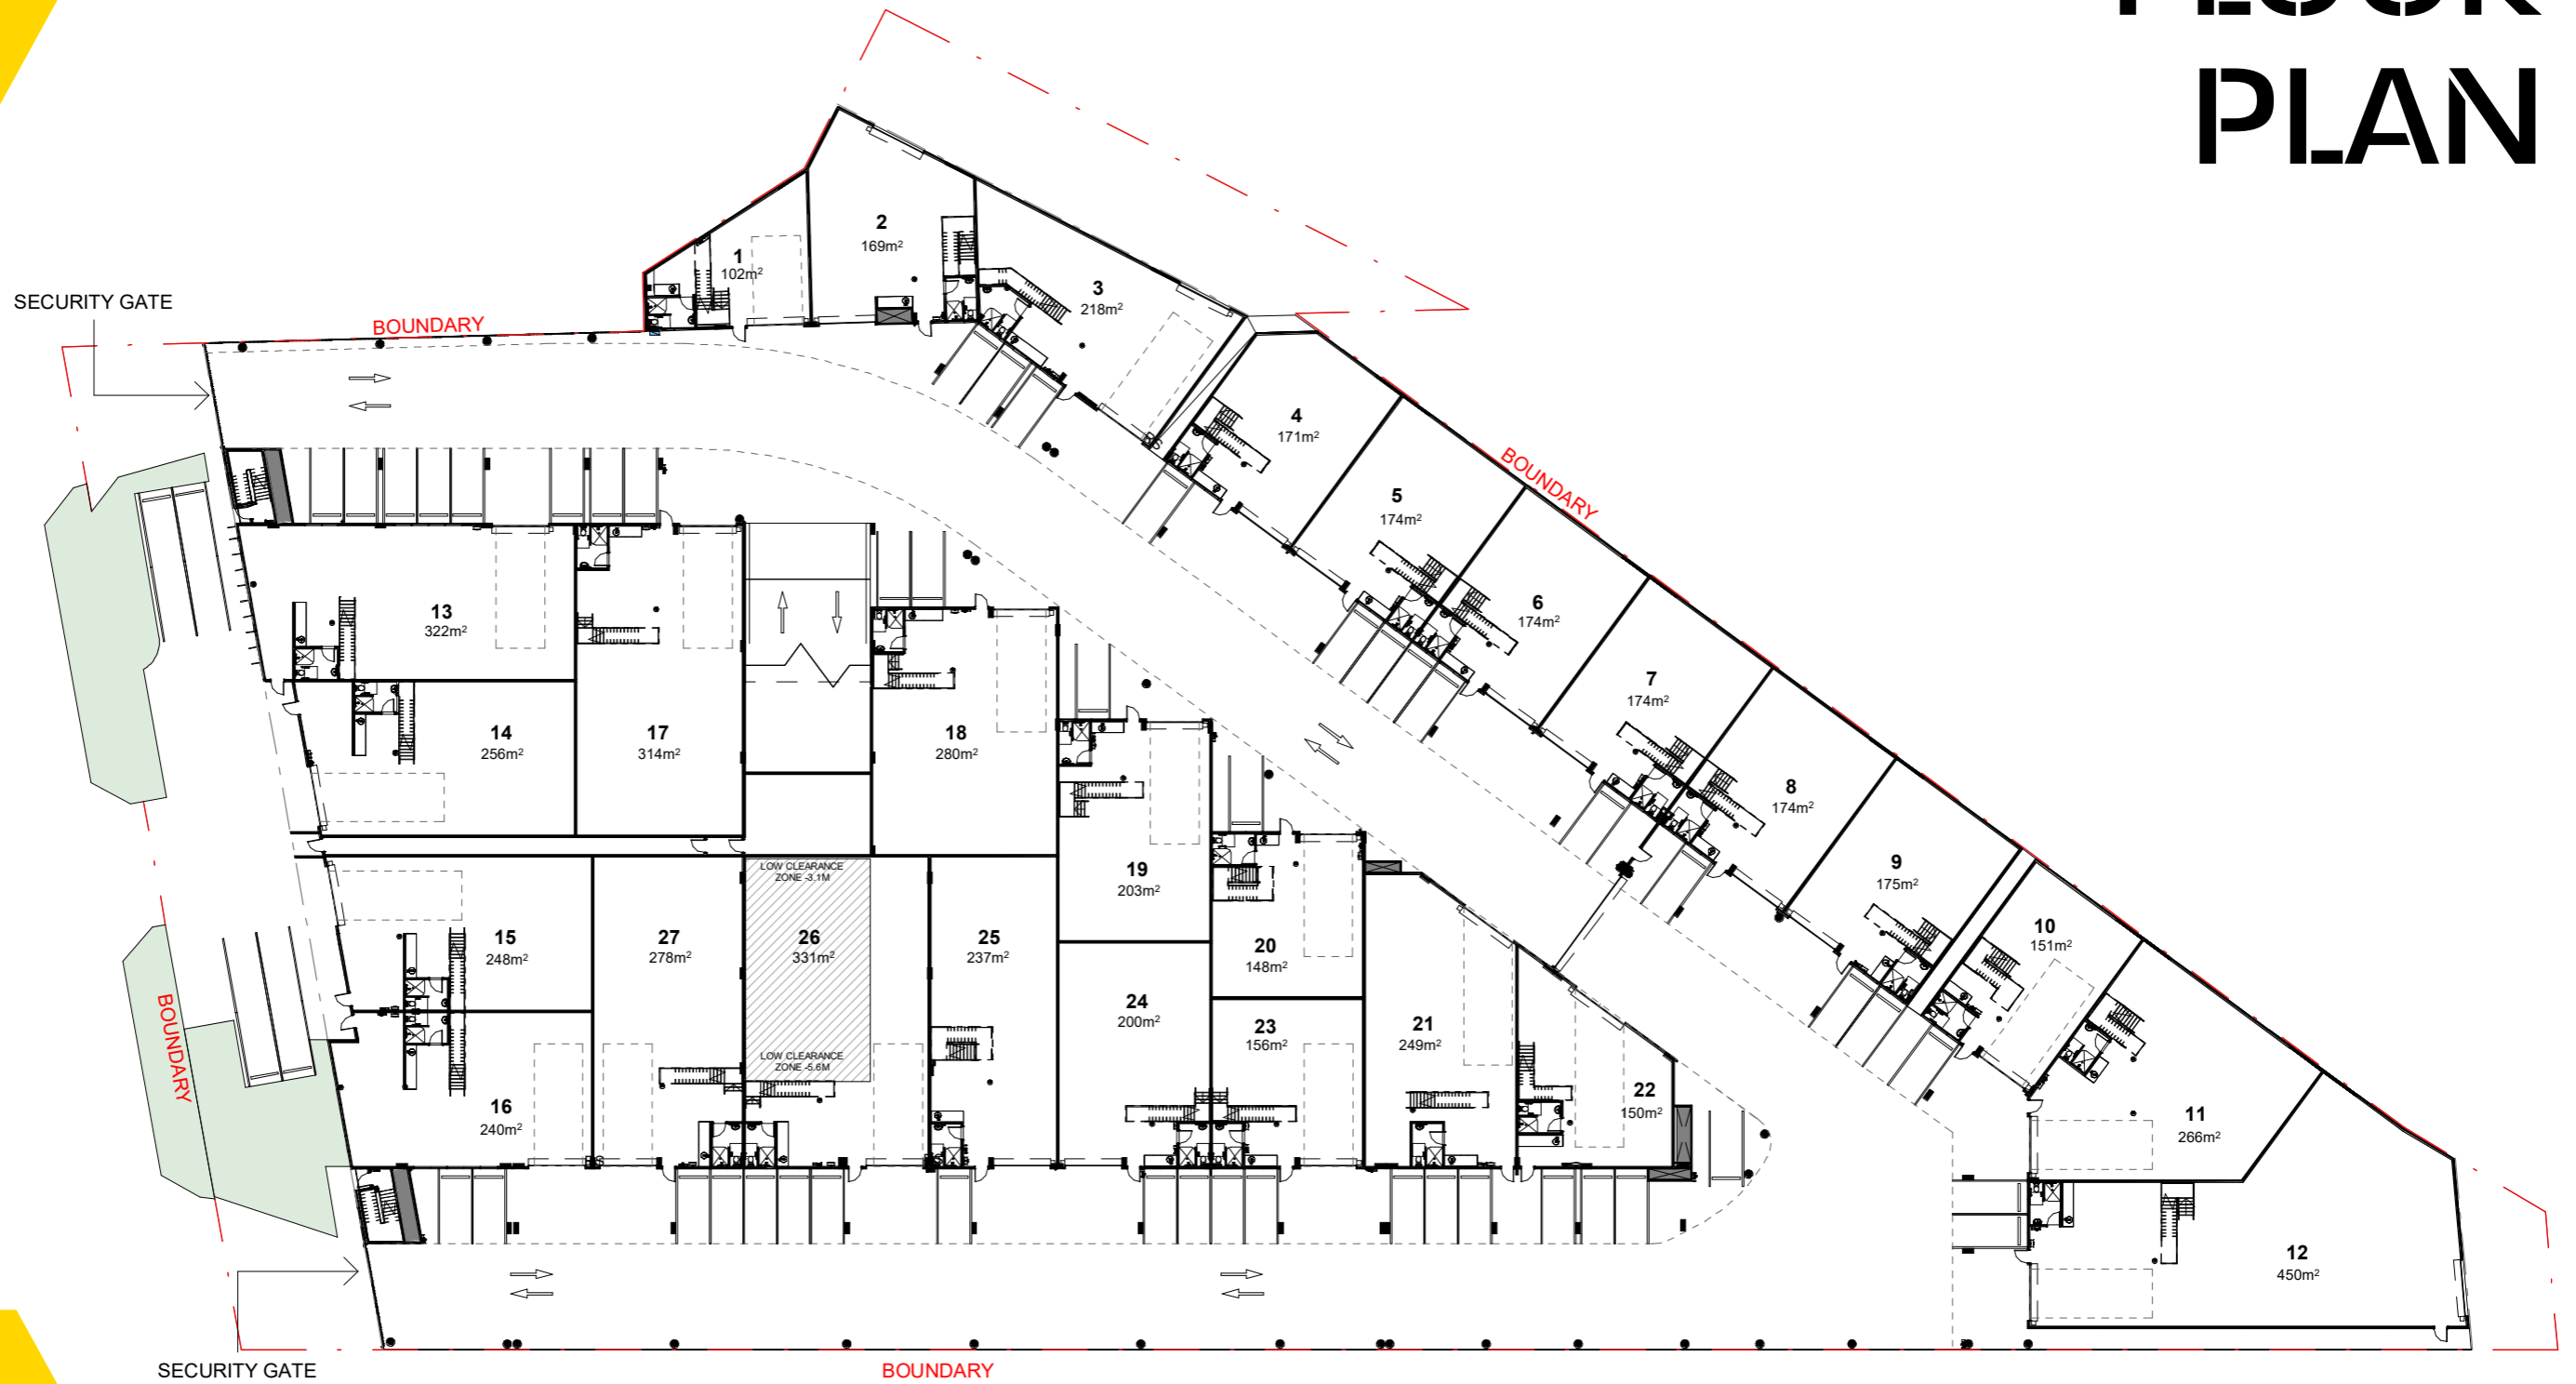 FLOOR
PLAN
SECURITY GATE
BOUNDARY
1
102m²
2
169m²
3
218m²
4
171m²
BOUNDARY
5
174m²
6
174m²
7
174m²
8
174m²
9
175m²
10
151m²
11
266m²
12
450m²
13
322m²
14
256m²
17
314m²
18
280m²
19
203m²
20
148m²
LOW CLEARANCE
ZONE -3.1M
15
248m²
27
278m²
26
331m²
25
237m²
24
200m²
23
156m²
21
249m²
22
150m²
LOW CLEARANCE
ZONE -5.6M
16
240m²
BOUNDARY
SECURITY GATE
BOUNDARY